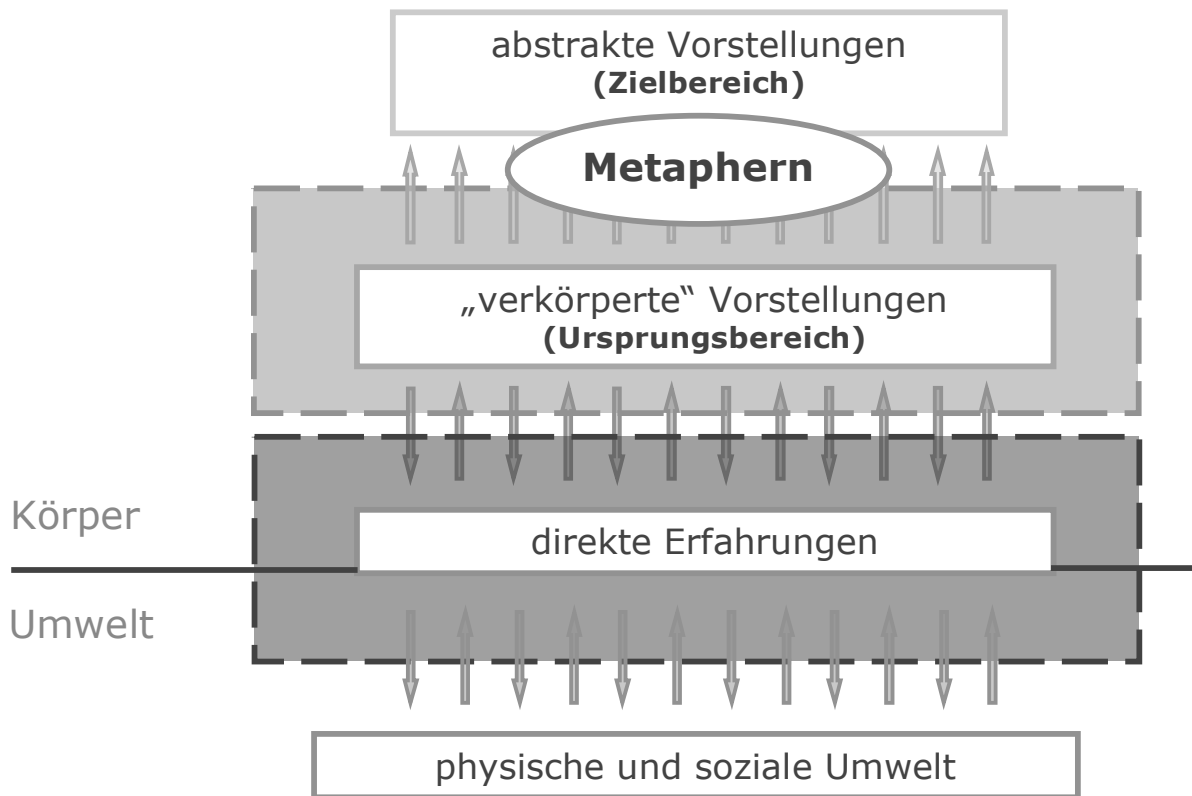 abstrakte Vorstellungen
(Zielbereich)
Metaphern
„verkörperte“ Vorstellungen
(Ursprungsbereich)
Körper
direkte Erfahrungen
Umwelt
physische und soziale Umwelt